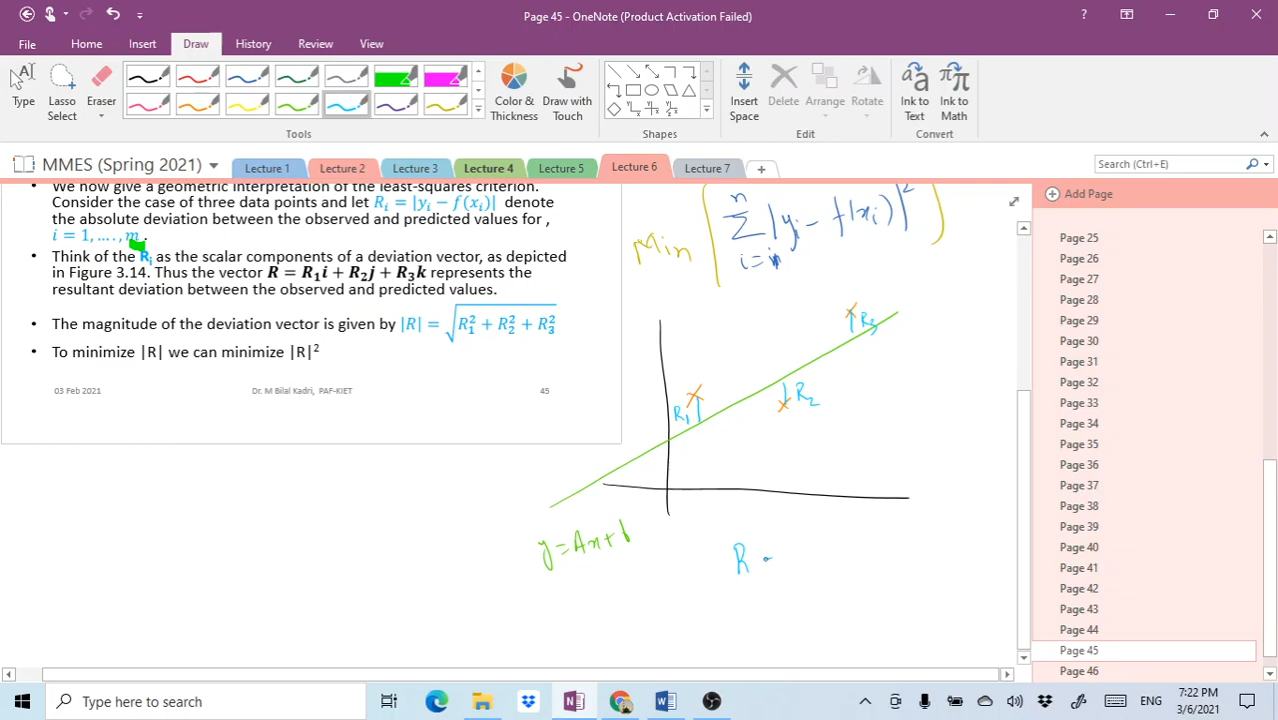 Page 45 - OneNote (Product Activation Failed)
?
File Home Insert Draw History Review View
Type Lasso Select Eraser
Color & Thickness Draw with Touch
Insert Space Delete Arrange Rotate
Ink to Text Ink to Math
Tools Shapes Edit Convert
MMES (Spring 2021) Lecture 1 Lecture 2 Lecture 3 Lecture 4 Lecture 5 Lecture 6 Lecture 7
Search (Ctrl+E)
Add Page
• We now give a geometric interpretation of the least-squares criterion.
Consider the case of three data points and let Rᵢ = |yᵢ − f(xᵢ)| denote
the absolute deviation between the observed and predicted values for ,
i = 1, …. , m .
• Think of the Rᵢ as the scalar components of a deviation vector, as depicted
in Figure 3.14. Thus the vector R = R₁i + R₂j + R₃k represents the
resultant deviation between the observed and predicted values.
• The magnitude of the deviation vector is given by |R| = √(R₁² + R₂² + R₃²)
• To minimize |R| we can minimize |R|²
03 Feb 2021 Dr. M Bilal Kadri, PAF-KIET 45
n
Min ( Σ |yi − f(xi)|² )
R3
R1
R2
y = Ax + b
R
Page 25
Page 26
Page 27
Page 28
Page 29
Page 30
Page 31
Page 32
Page 33
Page 34
Page 35
Page 36
Page 37
Page 38
Page 39
Page 40
Page 41
Page 42
Page 43
Page 44
Page 45
Page 46
Type here to search
ENG
7:22 PM
3/6/2021